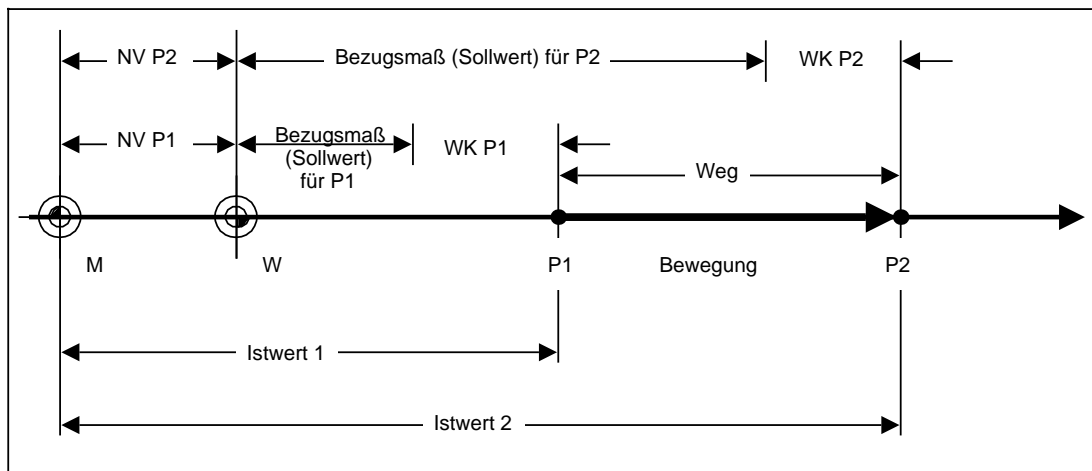 NV P2
Bezugsmaß (Sollwert) für P2
WK P2
NV P1
Bezugsmaß
(Sollwert)
für P1
WK P1
Weg
M
W
P1
Bewegung
P2
Istwert 1
Istwert 2